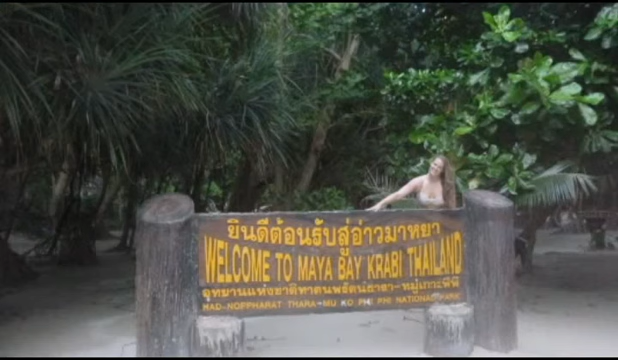 ยินดีต้อนรับสู่อ่าวมาหยา
WELCOME TO MAYA BAY KRABI THAILAND
อุทยานแห่งชาติหาดนพรัตน์ธารา-หมู่เกาะพีพี
HAD NOPPHARAT THARA-MU KO PHI PHI NATIONAL PARK